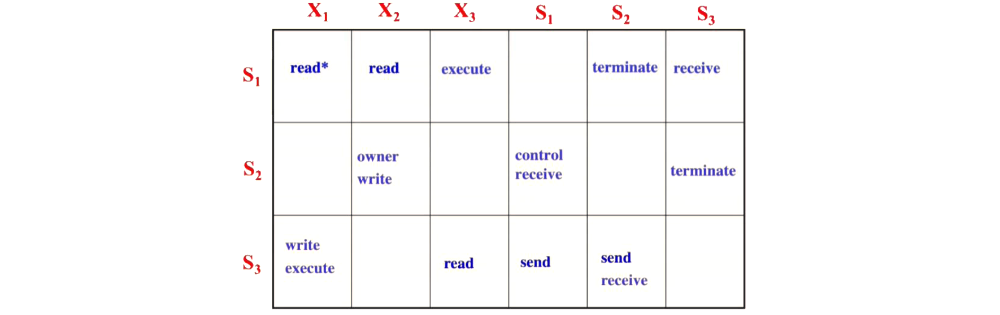 X₁ X₂ X₃ S₁ S₂ S₃
S₁ read* read execute terminate receive
S₂ owner write control receive terminate
S₃ write execute read send send receive